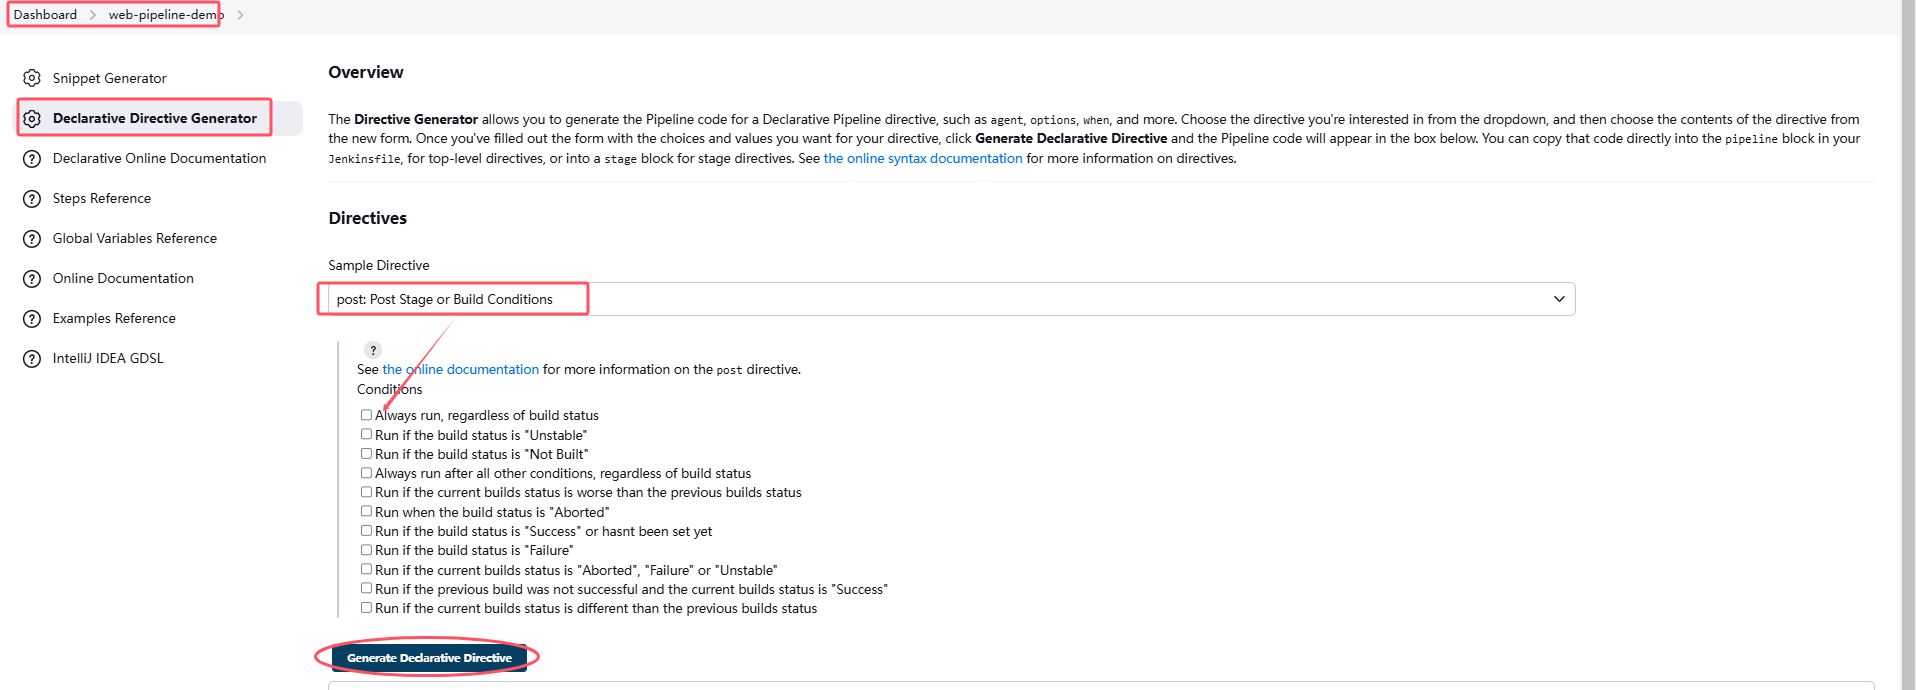 Dashboard > web-pipeline-demo >
Snippet Generator
Declarative Directive Generator
Declarative Online Documentation
Steps Reference
Global Variables Reference
Online Documentation
Examples Reference
IntelliJ IDEA GDSL
Overview
The Directive Generator allows you to generate the Pipeline code for a Declarative Pipeline directive, such as agent, options, when, and more. Choose the directive you're interested in from the dropdown, and then choose the contents of the directive from
the new form. Once you've filled out the form with the choices and values you want for your directive, click Generate Declarative Directive and the Pipeline code will appear in the box below. You can copy that code directly into the pipeline block in your
Jenkinsfile, for top-level directives, or into a stage block for stage directives. See the online syntax documentation for more information on directives.
Directives
Sample Directive
post: Post Stage or Build Conditions
?
See the online documentation for more information on the post directive.
Conditions
Always run, regardless of build status
Run if the build status is "Unstable"
Run if the build status is "Not Built"
Always run after all other conditions, regardless of build status
Run if the current builds status is worse than the previous builds status
Run when the build status is "Aborted"
Run if the build status is "Success" or hasnt been set yet
Run if the build status is "Failure"
Run if the current builds status is "Aborted", "Failure" or "Unstable"
Run if the previous build was not successful and the current builds status is "Success"
Run if the current builds status is different than the previous builds status
Generate Declarative Directive